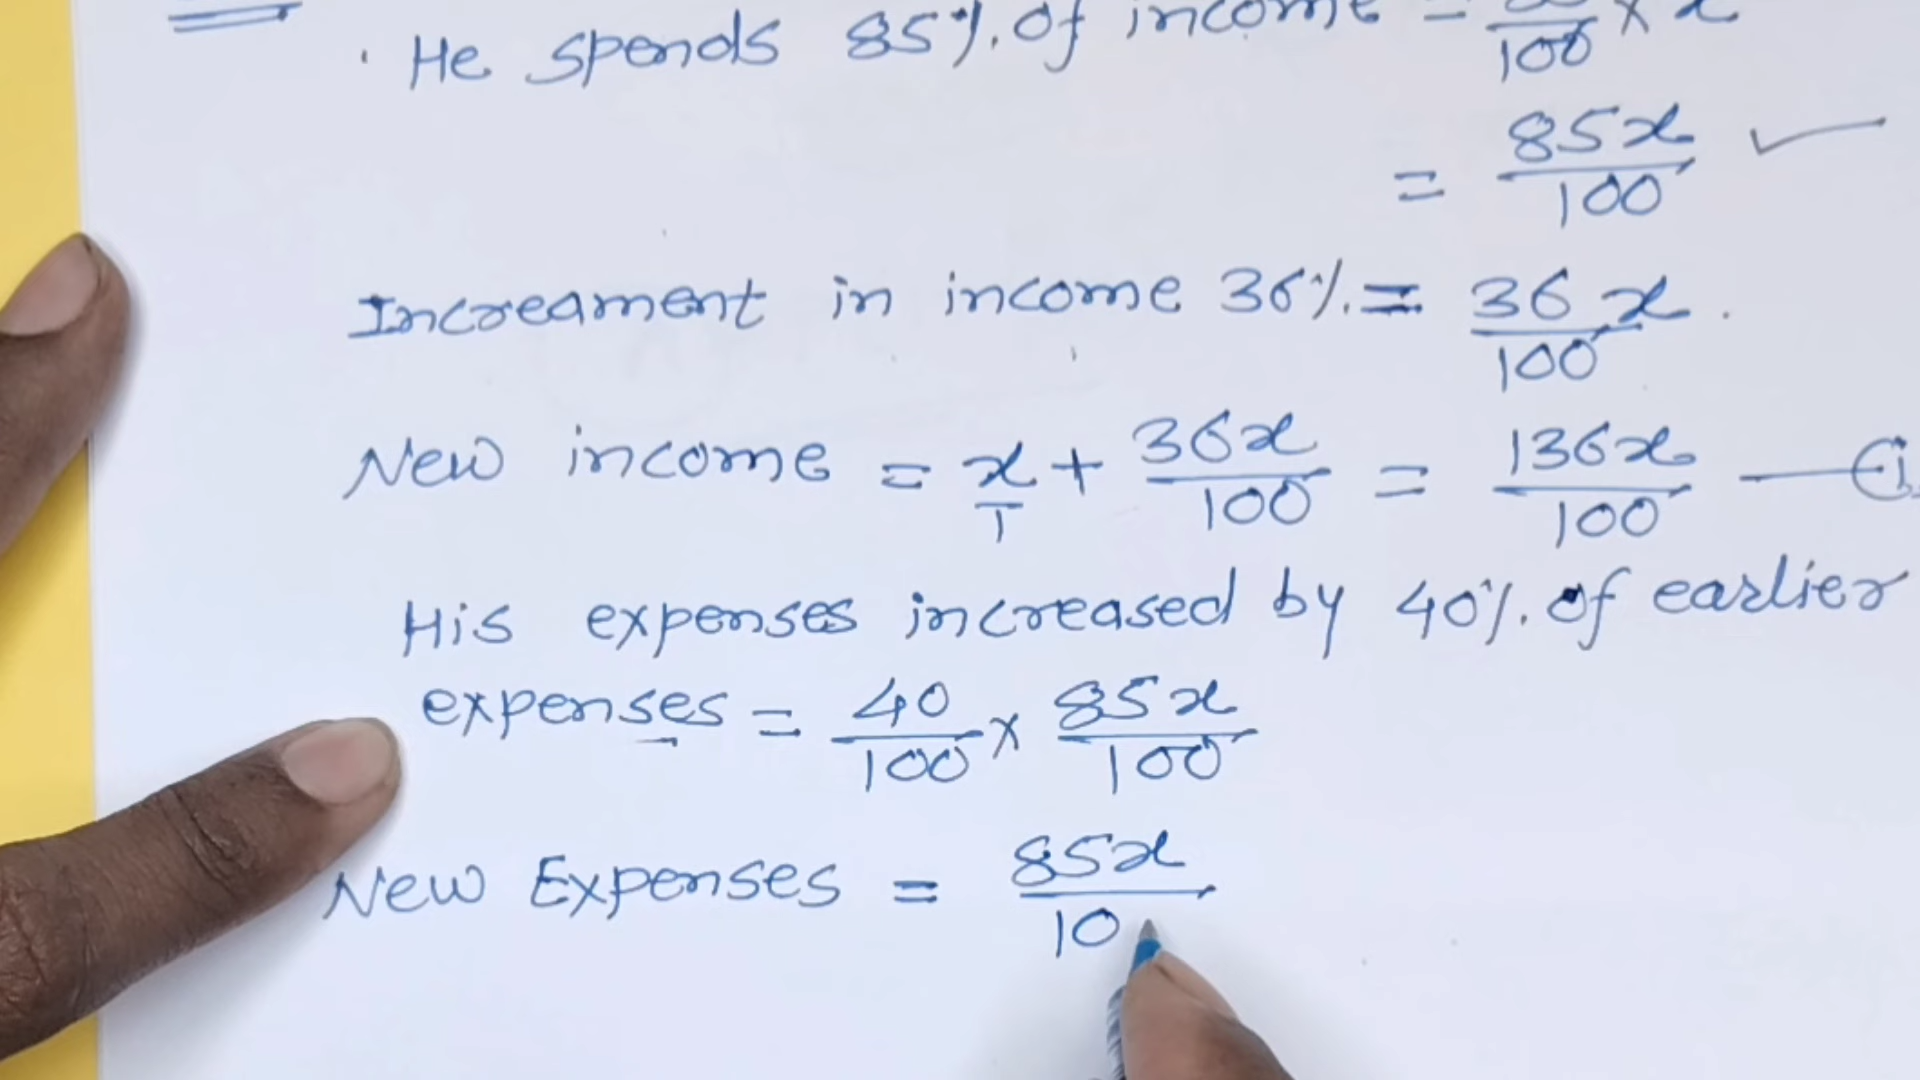 · He spends 85%. of income = 85/100 × x
= 85x/100 ✓
Increament in income 36%. = 36x/100.
New income = x/1 + 36x/100 = 136x/100 — (i)
His expenses increased by 40%. of earlier
expenses = 40/100 × 85x/100
New Expenses = 85x/10